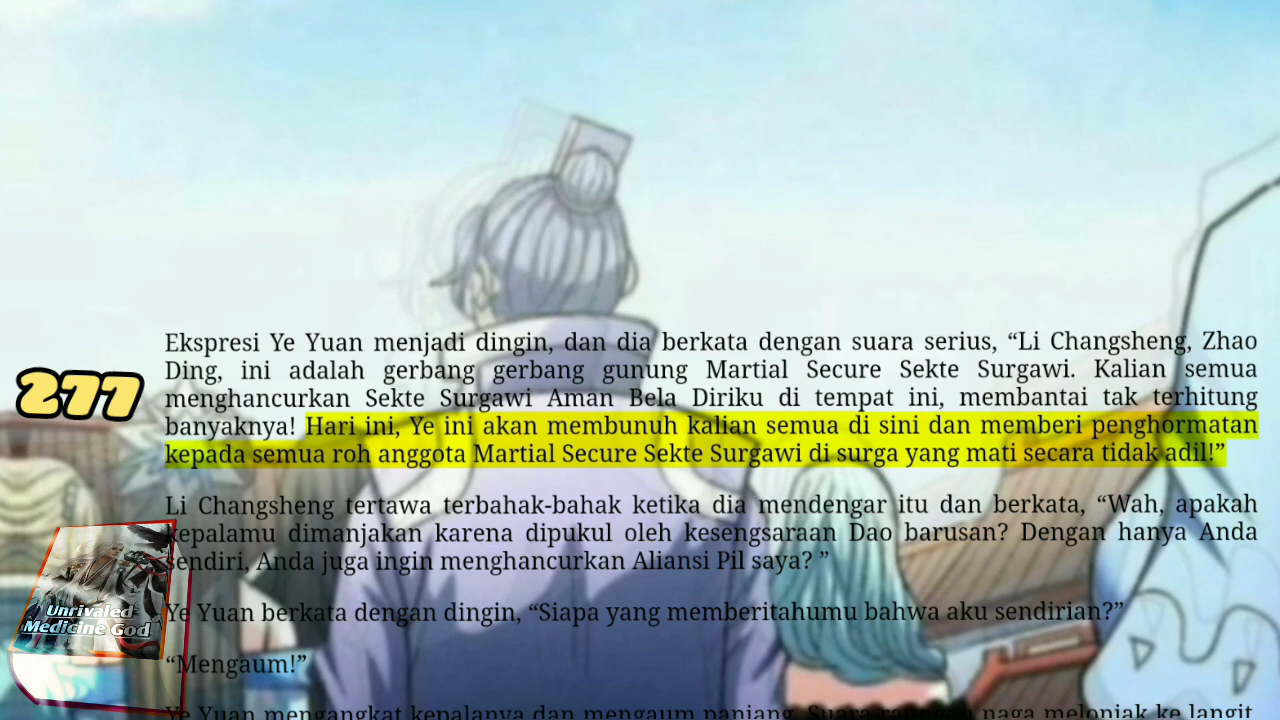 Ekspresi Ye Yuan menjadi dingin, dan dia berkata dengan suara serius, “Li Changsheng, Zhao
Ding, ini adalah gerbang gerbang gunung Martial Secure Sekte Surgawi. Kalian semua
menghancurkan Sekte Surgawi Aman Bela Diriku di tempat ini, membantai tak terhitung
banyaknya! Hari ini, Ye ini akan membunuh kalian semua di sini dan memberi penghormatan
kepada semua roh anggota Martial Secure Sekte Surgawi di surga yang mati secara tidak adil!”
277
Li Changsheng tertawa terbahak-bahak ketika dia mendengar itu dan berkata, “Wah, apakah
kepalamu dimanjakan karena dipukul oleh kesengsaraan Dao barusan? Dengan hanya Anda
sendiri, Anda juga ingin menghancurkan Aliansi Pil saya? ”
Ye Yuan berkata dengan dingin, “Siapa yang memberitahumu bahwa aku sendirian?”
Unrivaled
Medicine God
“Mengaum!”
Ye Yuan mengangkat kepalanya dan mengaum panjang. Suara naga melonjak ke langit,